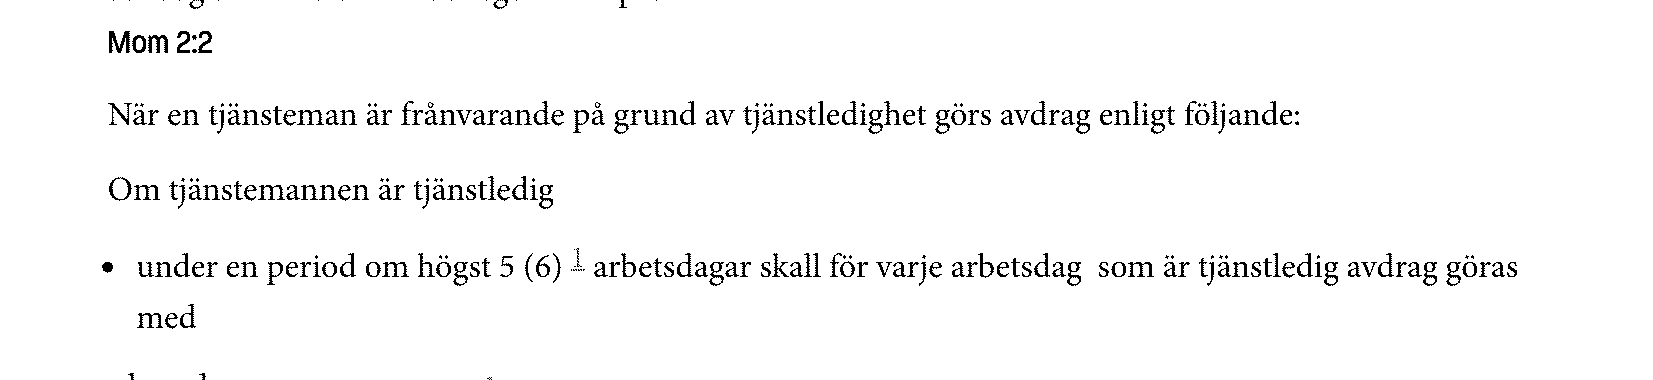 Mom 2:2
När en tjänsteman är frånvarande på grund av tjänstledighet görs avdrag enligt följande:
Om tjänstemannen är tjänstledig
• under en period om högst 5 (6) 1 arbetsdagar skall för varje arbetsdag som är tjänstledig avdrag göras
med